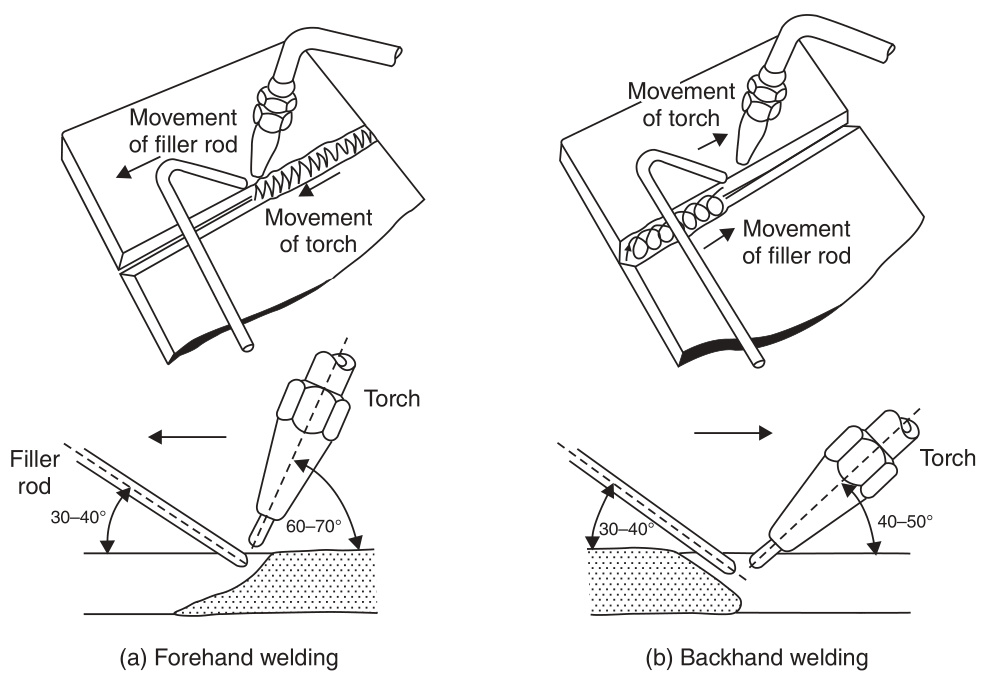 Movement
of filler rod
Movement
of torch
Movement
of torch
Movement
of filler rod
Torch
Filler
rod
30–40°
60–70°
(a) Forehand welding
Torch
30–40°
40–50°
(b) Backhand welding